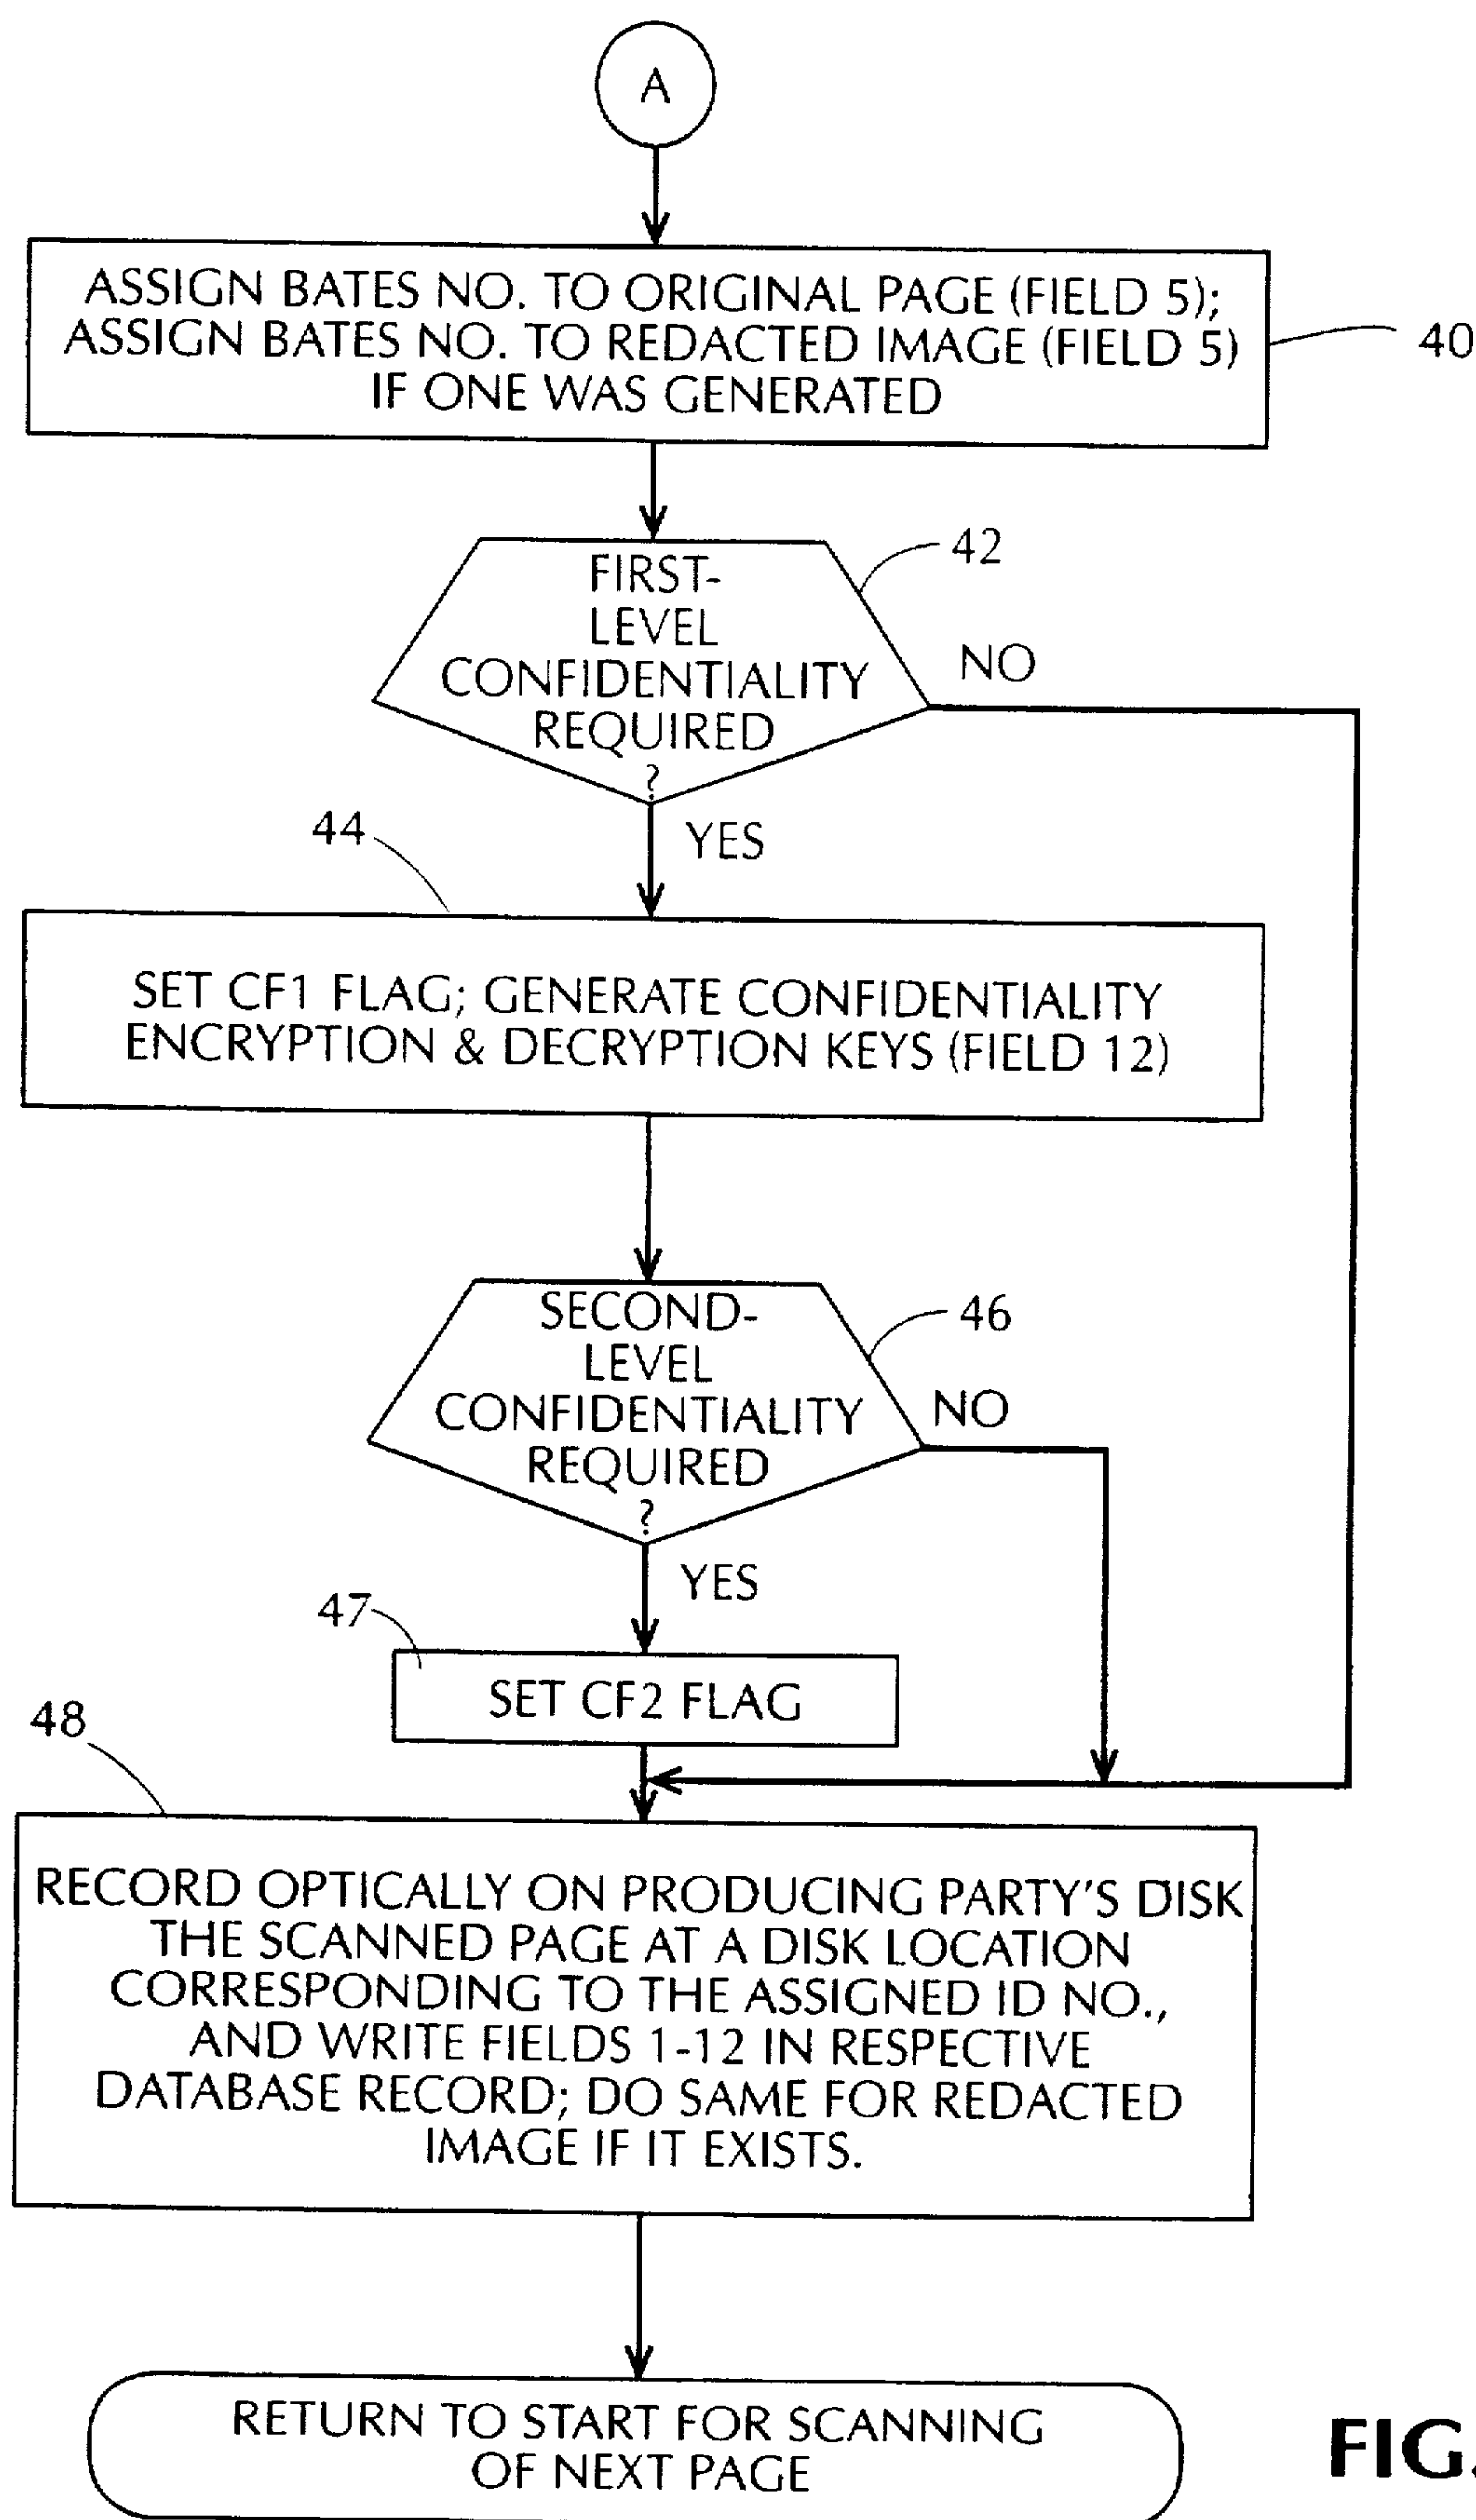 A
ASSIGN BATES NO. TO ORIGINAL PAGE (FIELD 5);
ASSIGN BATES NO. TO REDACTED IMAGE (FIELD 5)
IF ONE WAS GENERATED
40
42
FIRST-
LEVEL
CONFIDENTIALITY
REQUIRED
?
NO
YES
44
SET CF1 FLAG; GENERATE CONFIDENTIALITY
ENCRYPTION & DECRYPTION KEYS (FIELD 12)
46
SECOND-
LEVEL
CONFIDENTIALITY
REQUIRED
?
NO
YES
47
SET CF2 FLAG
48
RECORD OPTICALLY ON PRODUCING PARTY'S DISK
THE SCANNED PAGE AT A DISK LOCATION
CORRESPONDING TO THE ASSIGNED ID NO.,
AND WRITE FIELDS 1-12 IN RESPECTIVE
DATABASE RECORD; DO SAME FOR REDACTED
IMAGE IF IT EXISTS.
RETURN TO START FOR SCANNING
OF NEXT PAGE
FIG.